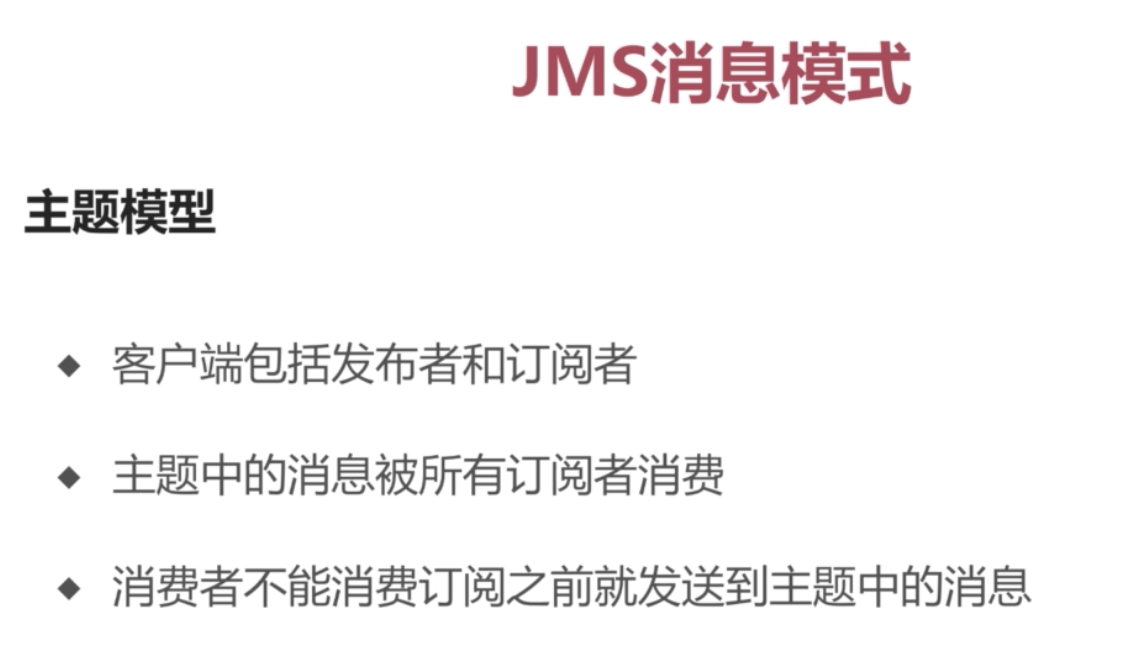 JMS消息模式
主题模型
◆ 客户端包括发布者和订阅者
◆ 主题中的消息被所有订阅者消费
◆ 消费者不能消费订阅之前就发送到主题中的消息